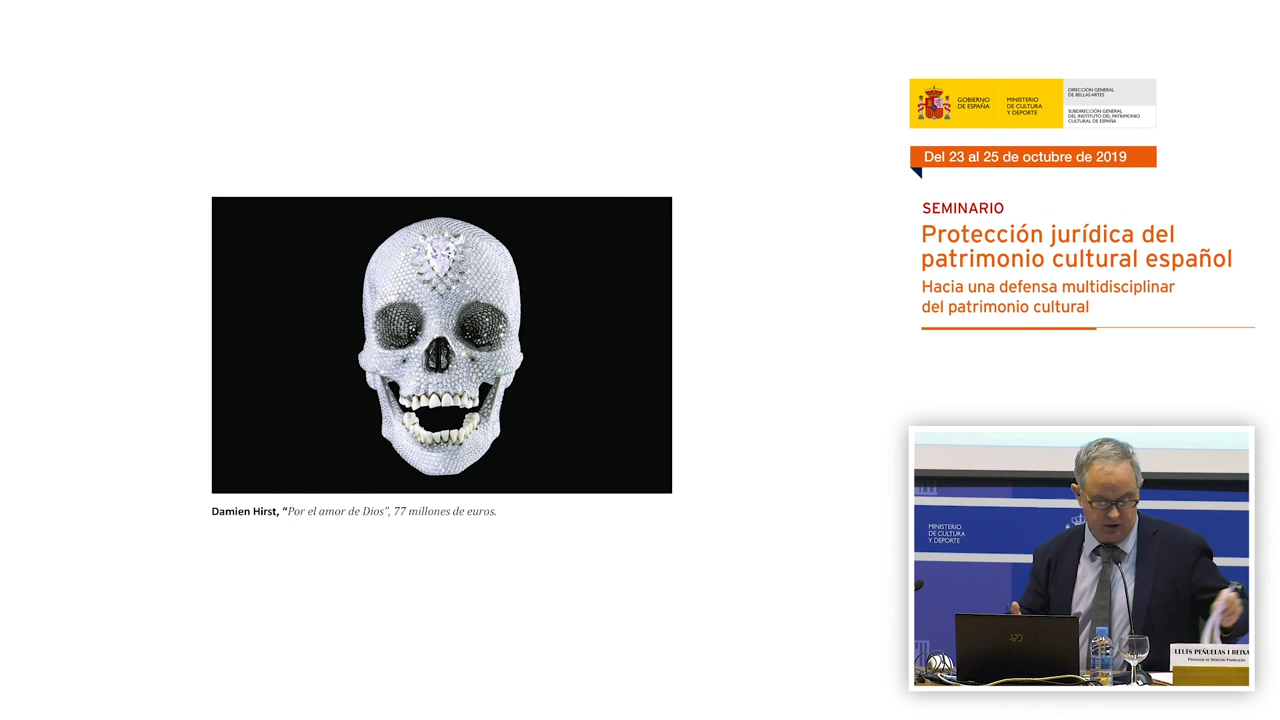 GOBIERNO
DE ESPAÑA
MINISTERIO
DE CULTURA
Y DEPORTE
DIRECCIÓN GENERAL
DE BELLAS ARTES
SUBDIRECCIÓN GENERAL
DEL INSTITUTO DEL PATRIMONIO
CULTURAL DE ESPAÑA
Del 23 al 25 de octubre de 2019
SEMINARIO
Protección jurídica del
patrimonio cultural español
Hacia una defensa multidisciplinar
del patrimonio cultural
Damien Hirst, “Por el amor de Dios”, 77 millones de euros.
MINISTERIO
DE CULTURA
Y DEPORTE
LLUÍS PEÑUELAS I REIXA